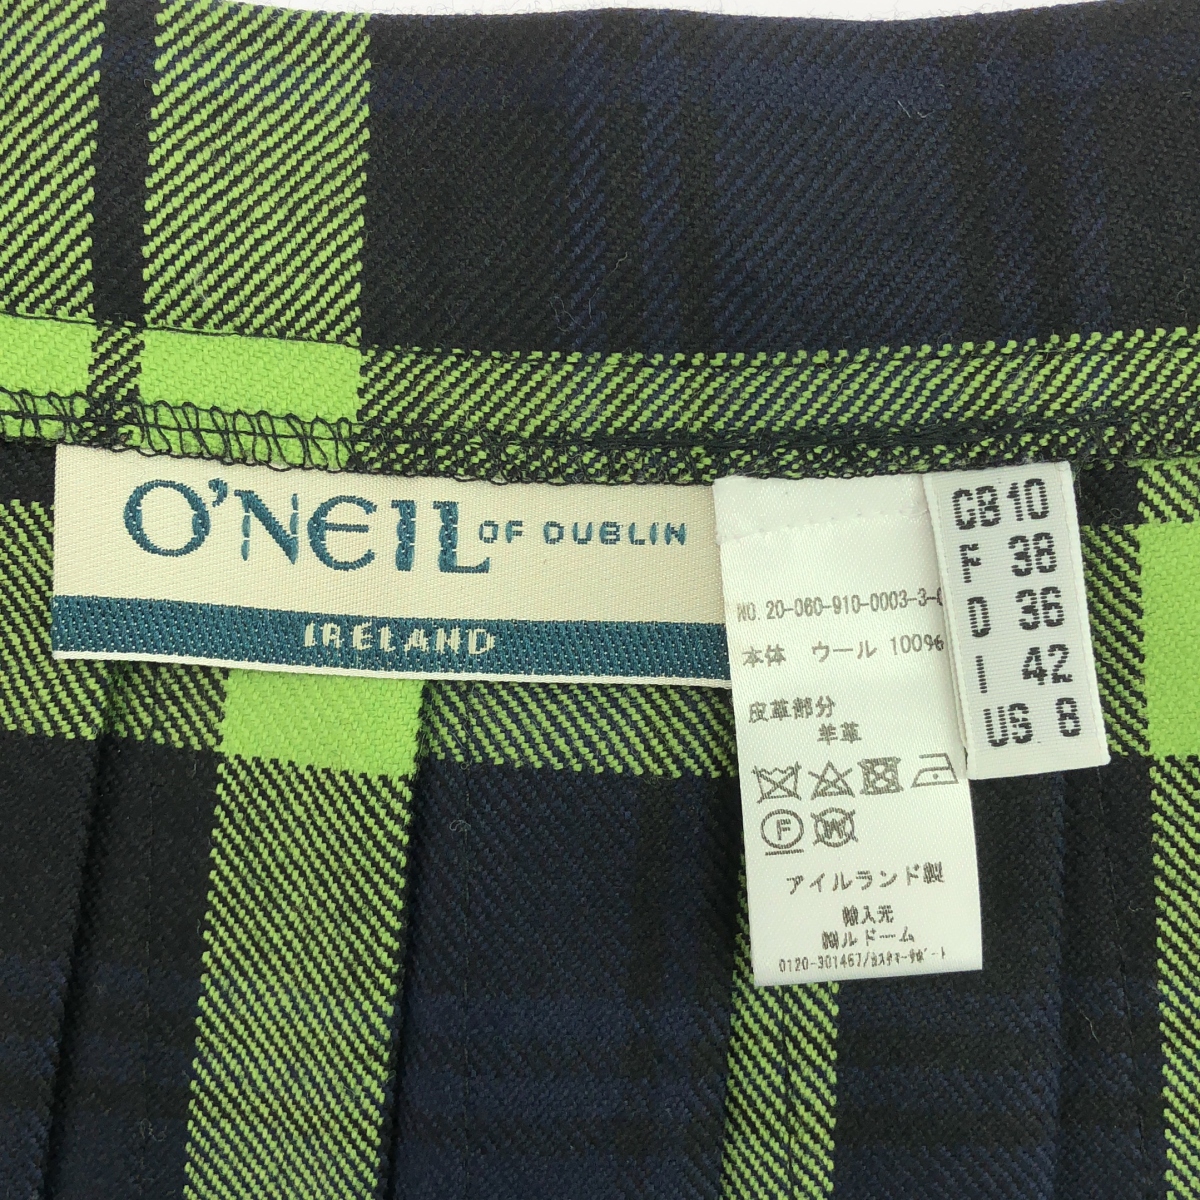 O'NEIL OF DUBLIN
IRELAND
NO. 20-060-910-0003-3-
本体 ウール 100%
皮革部分
羊革
F
W
アイルランド製
輸入元
㈱ルドーム
0120-301467/カスタマーサポート
GB 10
F 38
D 36
I 42
US 8